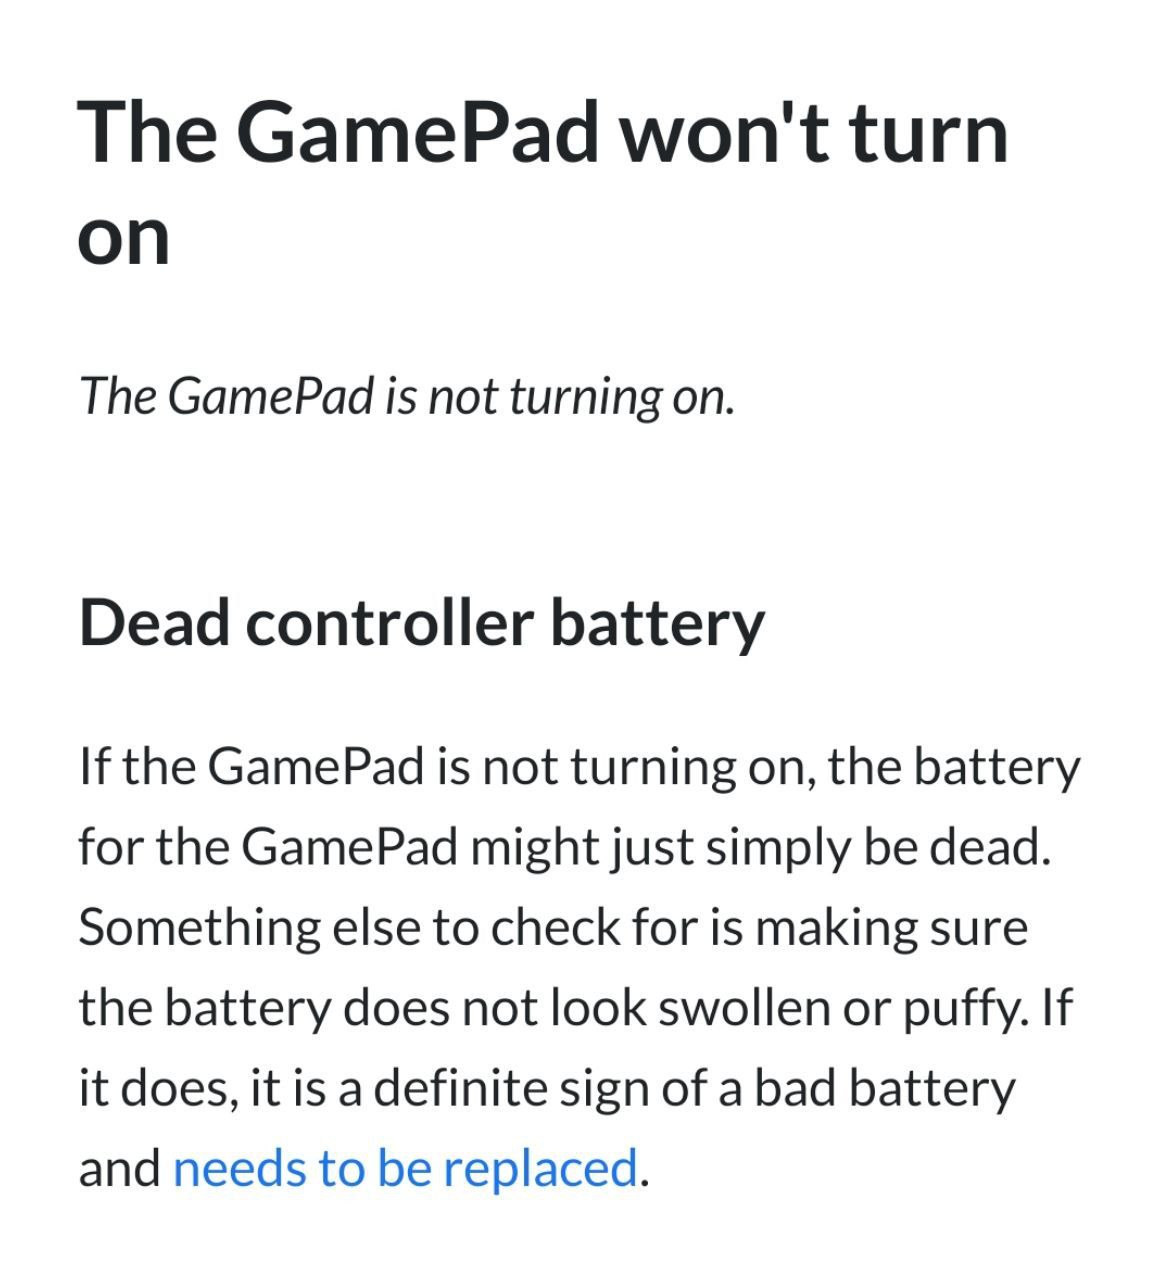 The GamePad won't turn
on
The GamePad is not turning on.
Dead controller battery
If the GamePad is not turning on, the battery
for the GamePad might just simply be dead.
Something else to check for is making sure
the battery does not look swollen or puffy. If
it does, it is a definite sign of a bad battery
and needs to be replaced.